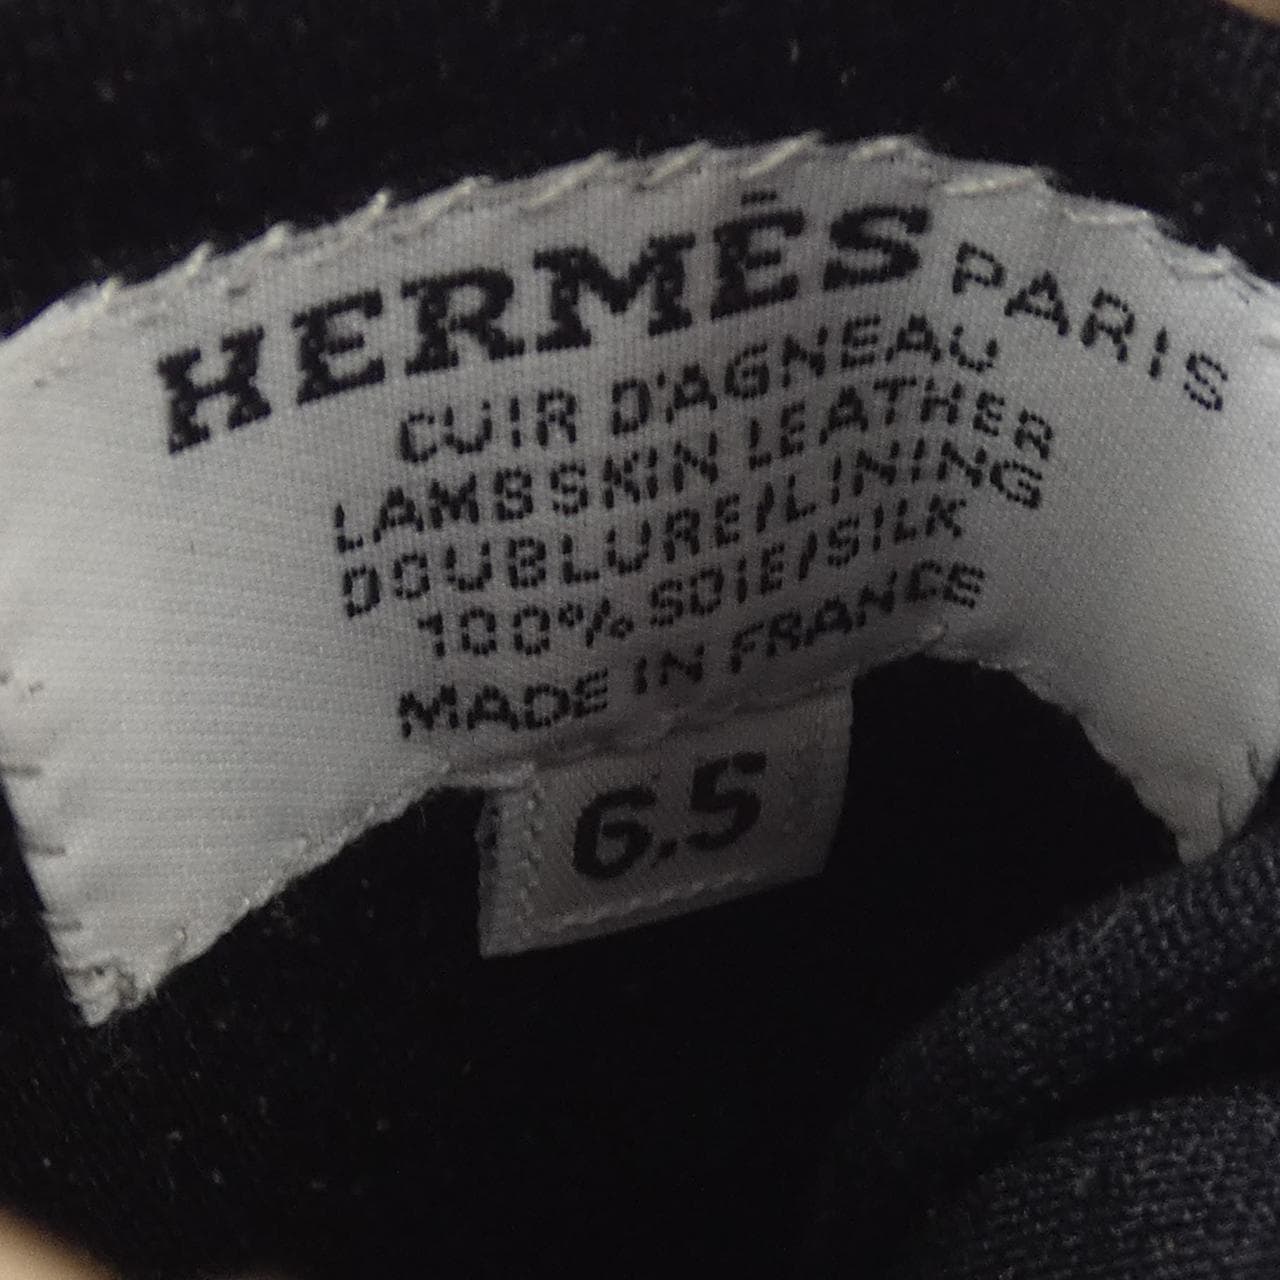 HERMÈS PARIS
CUIR D'AGNEAU
LAMBSKIN LEATHER
DOUBLURE/LINING
100% SOIE/SILK
MADE IN FRANCE
6.5